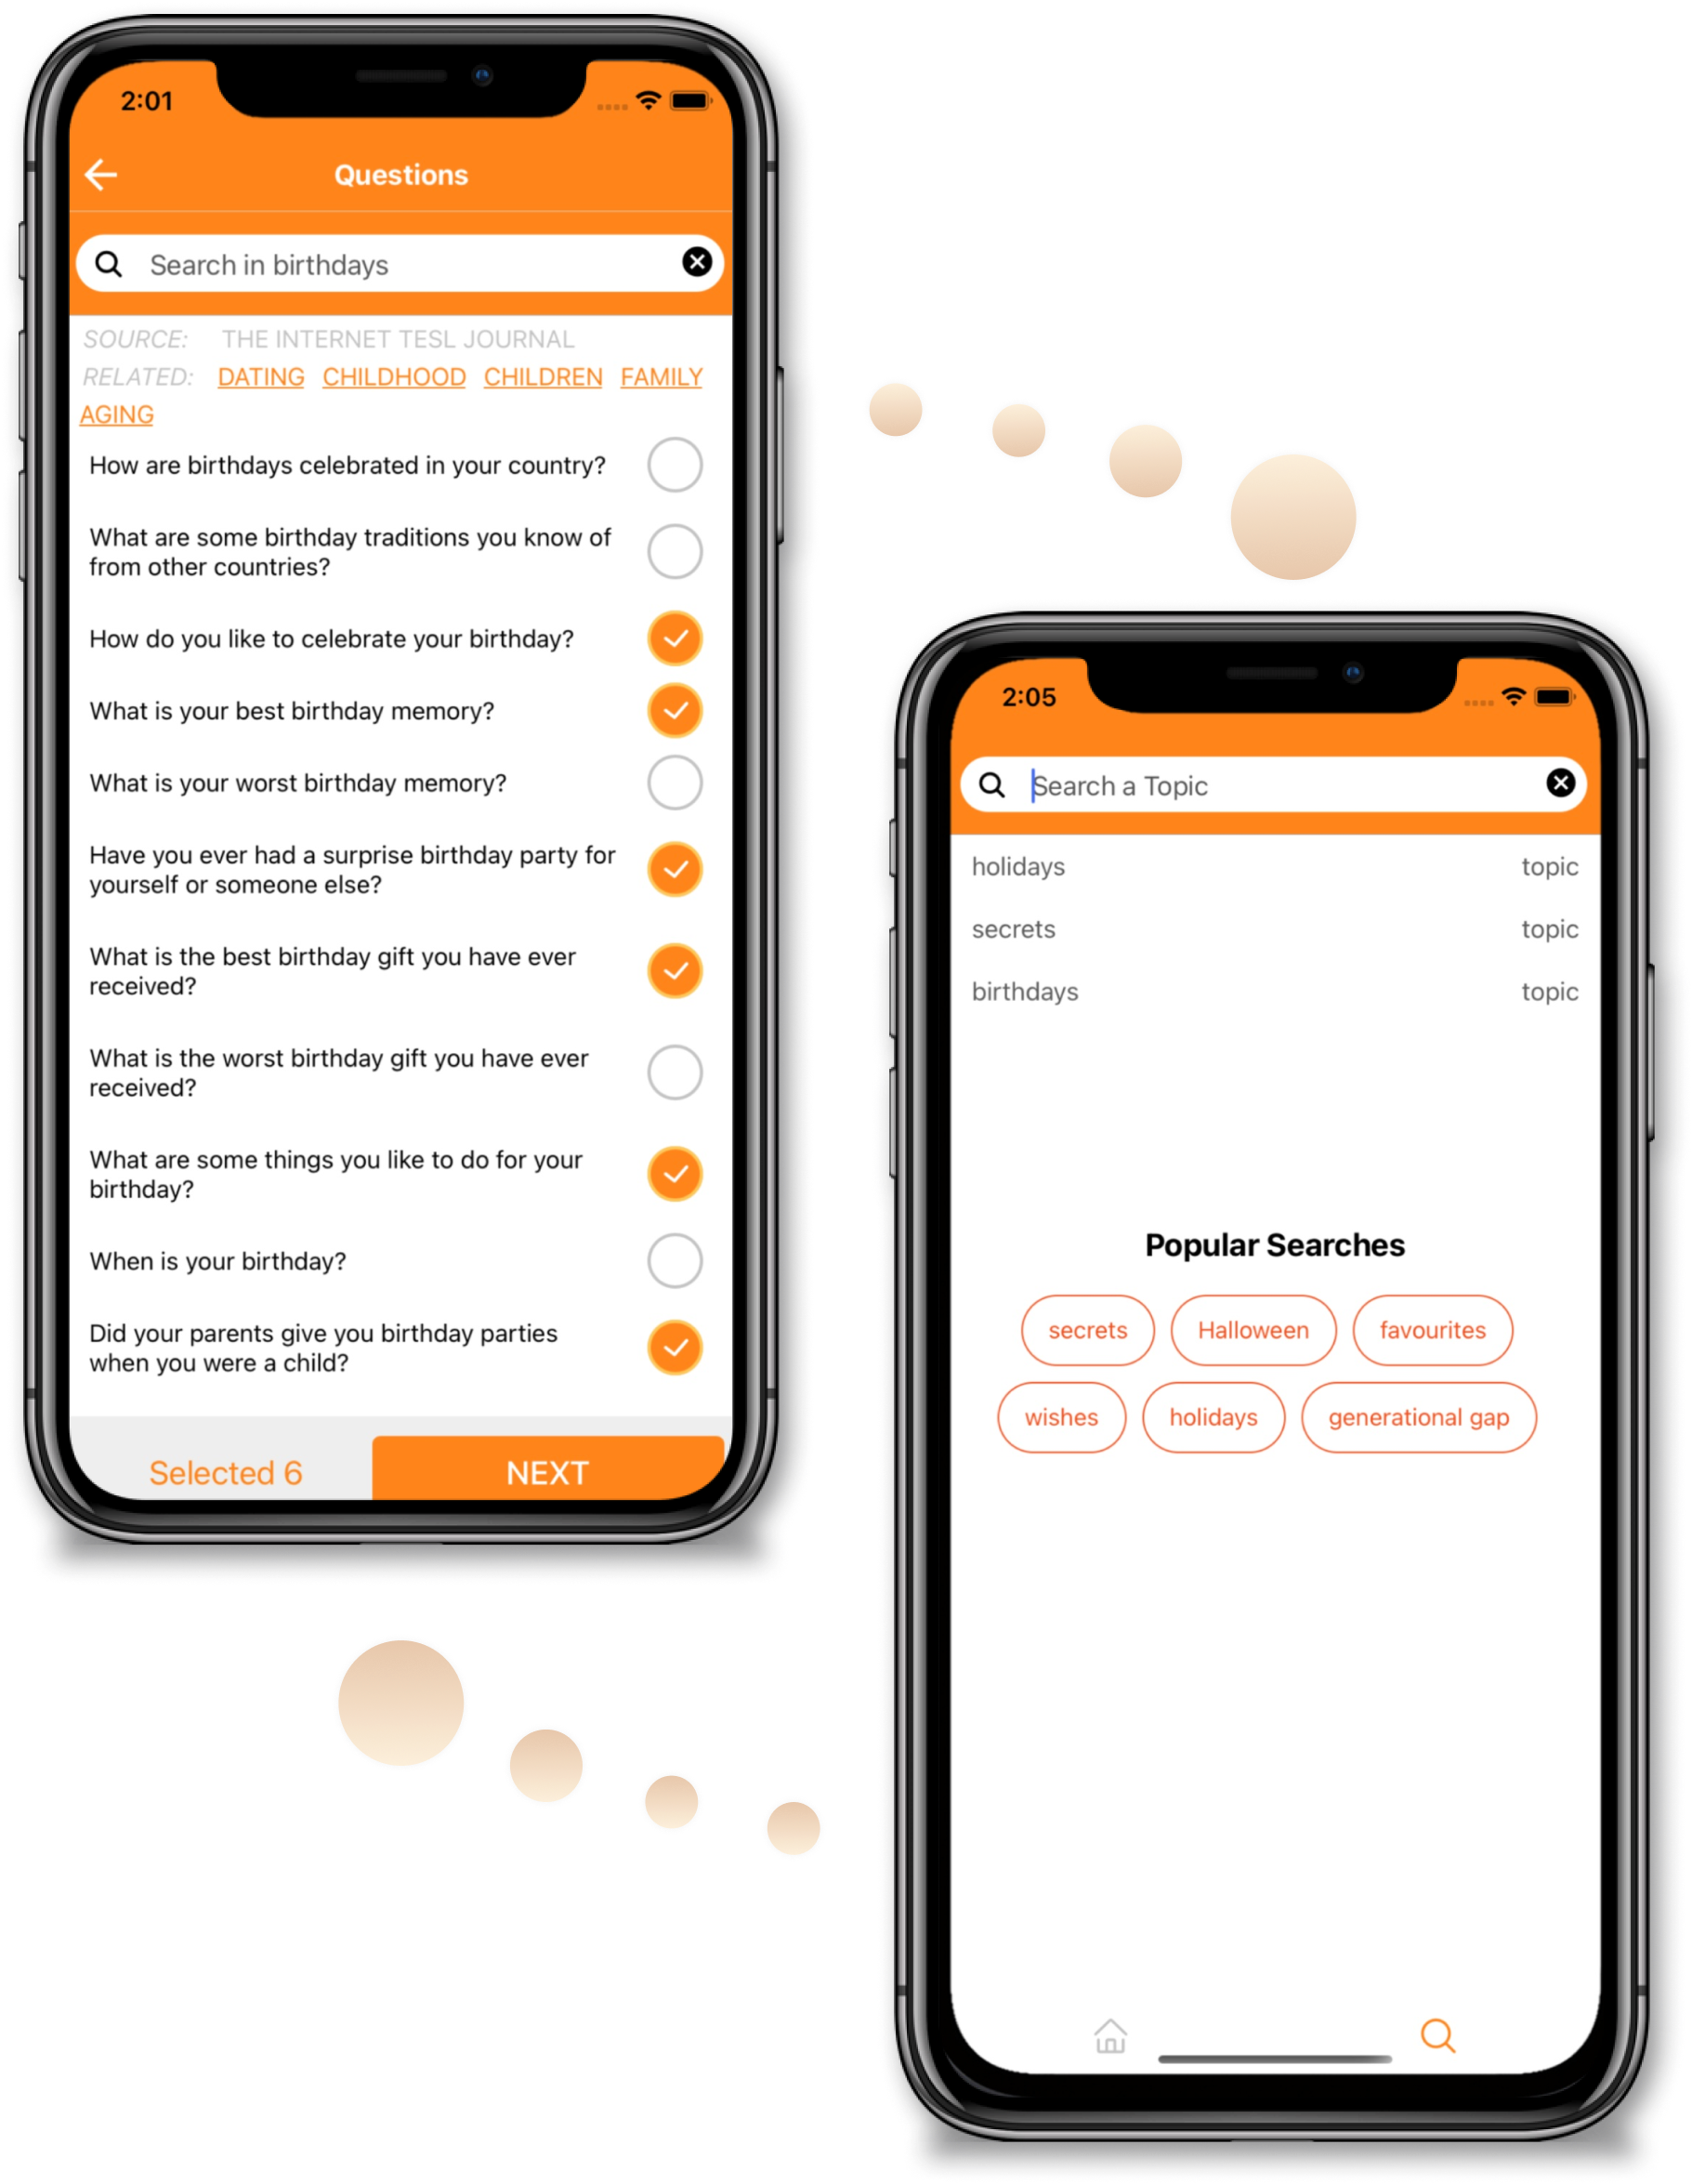 2:01
Questions
Search in birthdays
SOURCE: THE INTERNET TESL JOURNAL
RELATED: DATING CHILDHOOD CHILDREN FAMILY
AGING
How are birthdays celebrated in your country?
What are some birthday traditions you know of
from other countries?
How do you like to celebrate your birthday?
What is your best birthday memory?
What is your worst birthday memory?
Have you ever had a surprise birthday party for
yourself or someone else?
What is the best birthday gift you have ever
received?
What is the worst birthday gift you have ever
received?
What are some things you like to do for your
birthday?
When is your birthday?
Did your parents give you birthday parties
when you were a child?
Selected 6 NEXT
2:05
Search a Topic
holidays topic
secrets topic
birthdays topic
Popular Searches
secrets Halloween favourites
wishes holidays generational gap